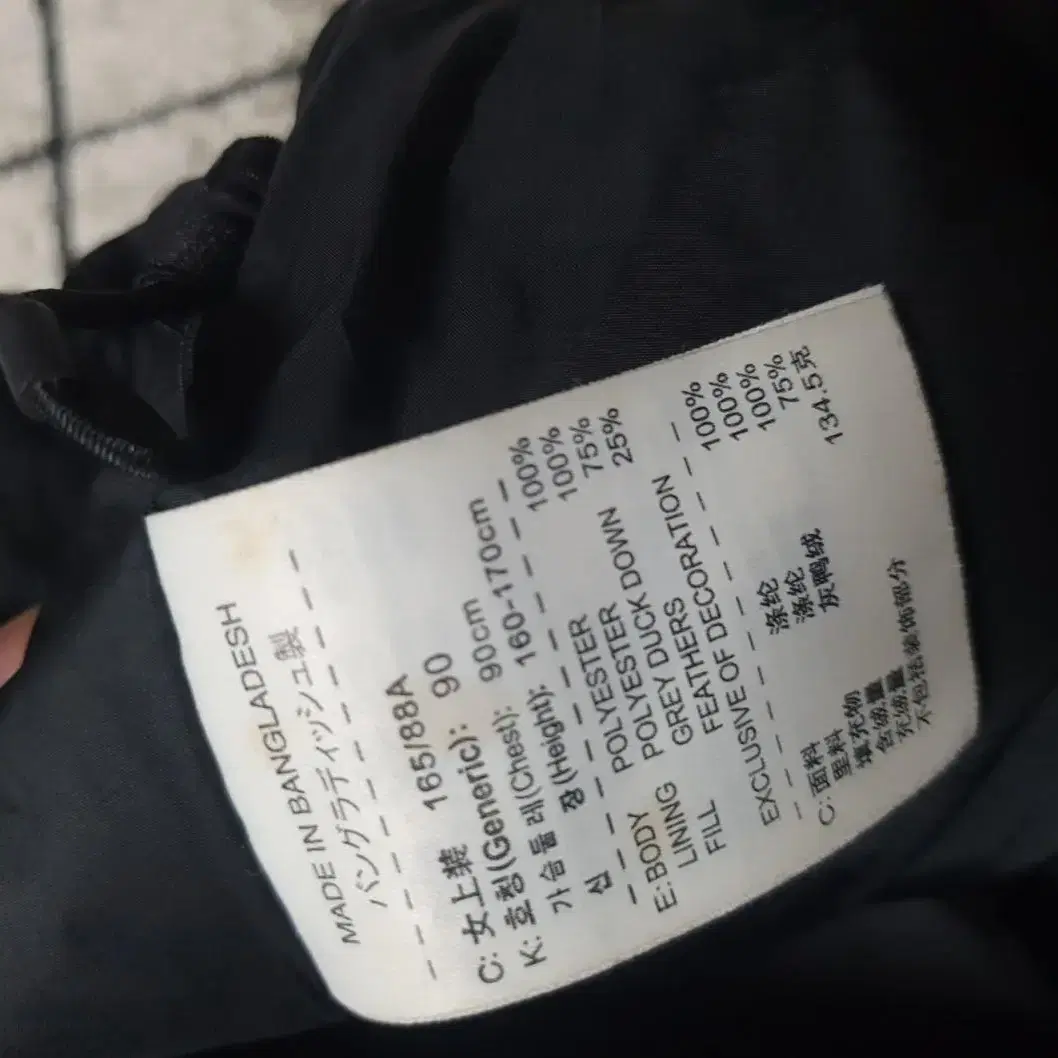 MADE IN BANGLADESH
バングラディッシュ製
C: 女上装 165/88A
K: 호칭(Generic): 90
가슴둘레(Chest): 90cm
신 장(Height): 160-170cm
E: BODY POLYESTER 100%
LINING POLYESTER 100%
FILL GREY DUCK DOWN 75%
FEATHERS 25%
EXCLUSIVE OF DECORATION
C: 面料 涤纶 100%
里料 涤纶 100%
填充物 灰鸭绒 100%
含绒量 75%
充绒量 134.5克
不包括装饰部分